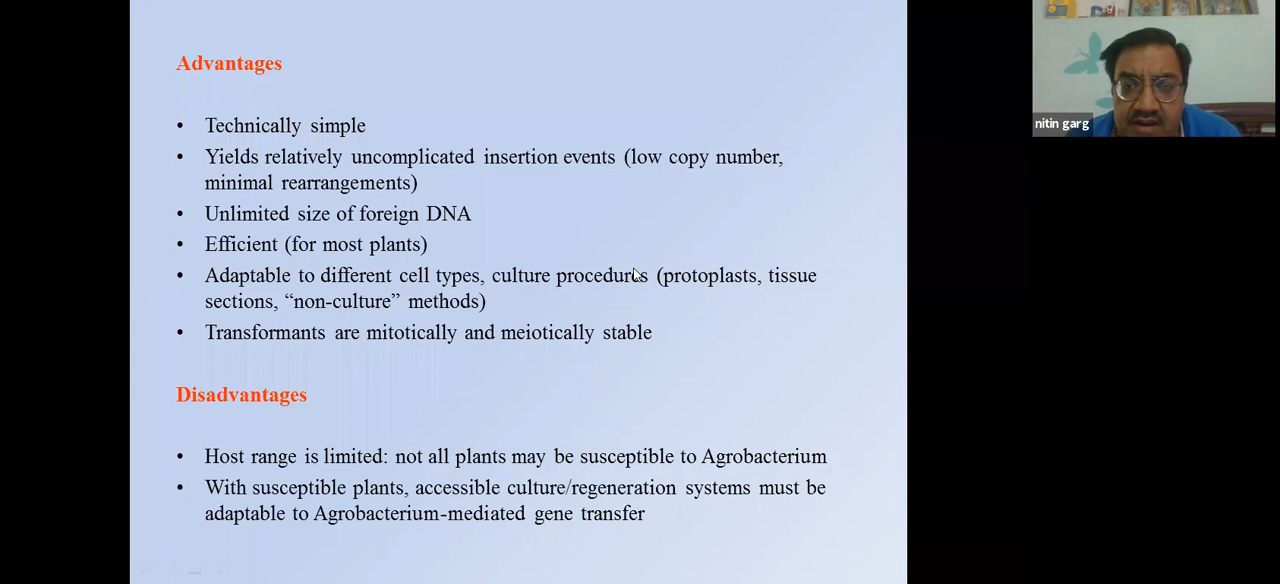 Advantages
• Technically simple
• Yields relatively uncomplicated insertion events (low copy number,
minimal rearrangements)
• Unlimited size of foreign DNA
• Efficient (for most plants)
• Adaptable to different cell types, culture procedures (protoplasts, tissue
sections, “non-culture” methods)
• Transformants are mitotically and meiotically stable
Disadvantages
• Host range is limited: not all plants may be susceptible to Agrobacterium
• With susceptible plants, accessible culture/regeneration systems must be
adaptable to Agrobacterium-mediated gene transfer
nitin garg